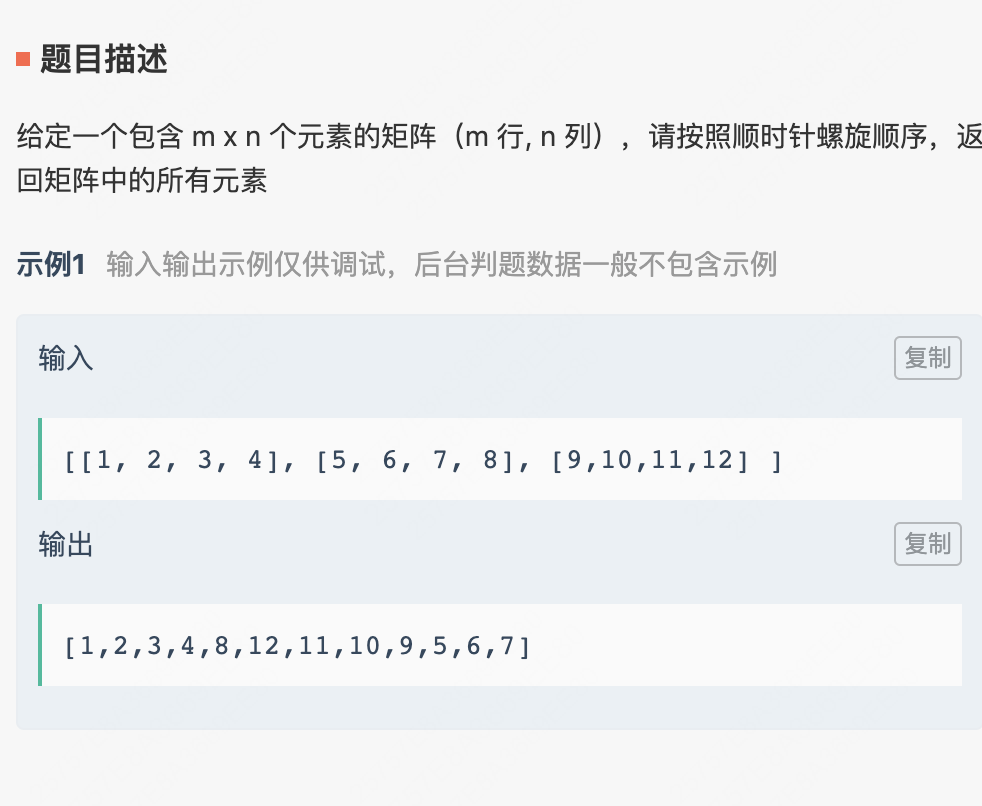 题目描述
给定一个包含 m x n 个元素的矩阵（m 行, n 列），请按照顺时针螺旋顺序，返
回矩阵中的所有元素
示例1 输入输出示例仅供调试，后台判题数据一般不包含示例
输入 复制
[[1, 2, 3, 4], [5, 6, 7, 8], [9,10,11,12] ]
输出 复制
[1,2,3,4,8,12,11,10,9,5,6,7]